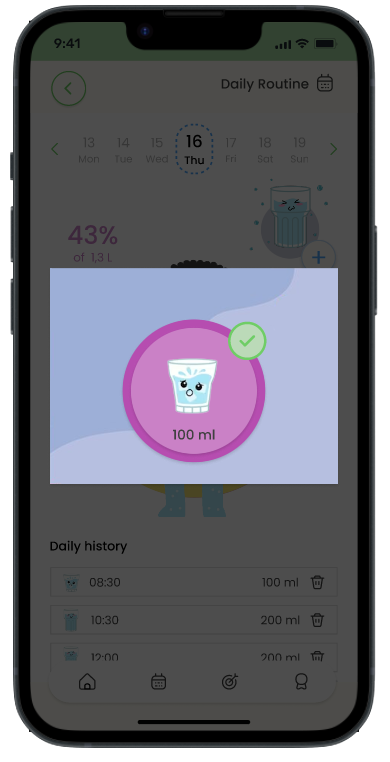 9:41
Daily Routine
13 14 15 16 17 18 19
Mon Tue Wed Thu Fri Sat Sun
43%
of 1,3 L
100 ml
Daily history
08:30 100 ml
10:30 200 ml
12:00 200 ml